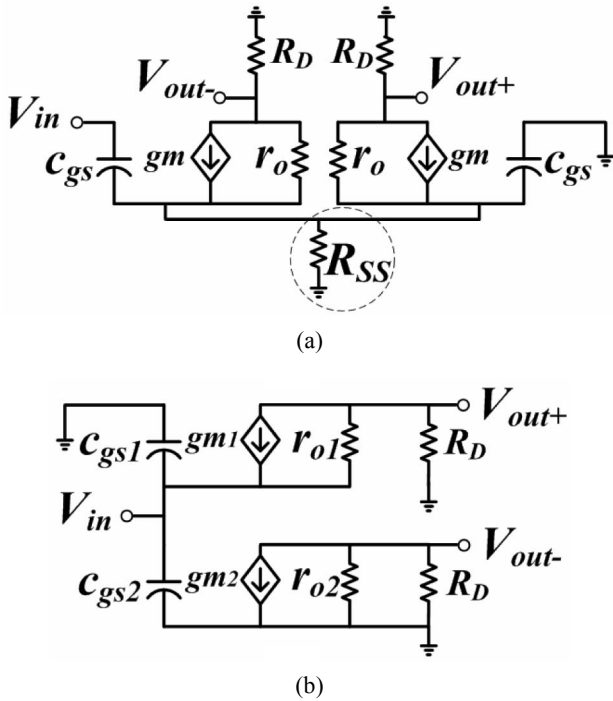 R_D R_D
V_out- V_out+
V_in
c_gs gm r_o r_o gm c_gs
R_SS
(a)
V_out+
c_gs1 gm1 r_o1 R_D
V_in
V_out-
c_gs2 gm2 r_o2 R_D
(b)